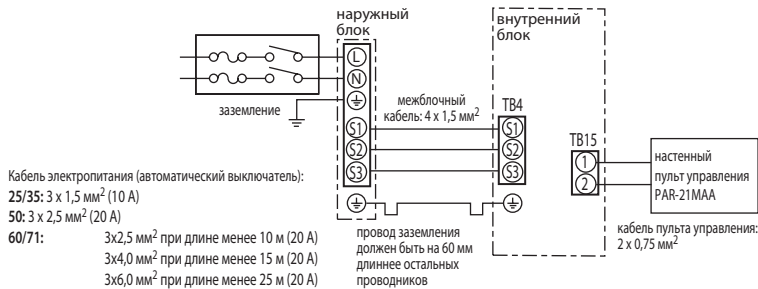 наружный
блок
внутренний
блок
L
N
заземление
S1
S2
S3
межблочный
кабель: 4 x 1,5 мм²
TB4
S1
S2
S3
TB15
1
2
настенный
пульт управления
PAR-21MAA
кабель пульта управления:
2 x 0,75 мм²
провод заземления
должен быть на 60 мм
длиннее остальных
проводников
Кабель электропитания (автоматический выключатель):
25/35: 3 x 1,5 мм² (10 А)
50: 3 x 2,5 мм² (20 А)
60/71: 3x2,5 мм² при длине менее 10 м (20 А)
3x4,0 мм² при длине менее 15 м (20 А)
3x6,0 мм² при длине менее 25 м (20 А)